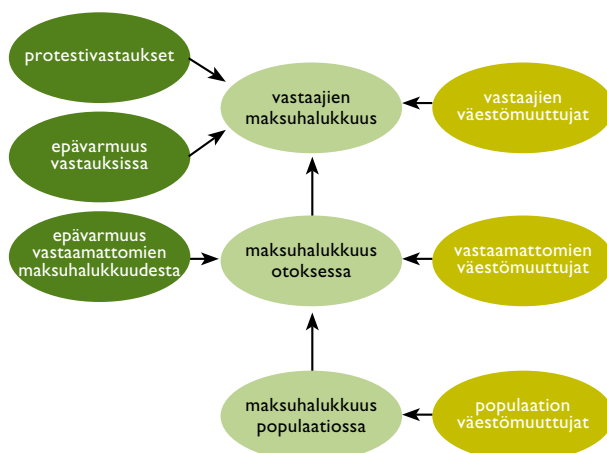 protestivastaukset
vastaajien
maksuhalukkuus
vastaajien
väestömuuttujat
epävarmuus
vastauksissa
epävarmuus
vastaamattomien
maksuhalukkuudesta
maksuhalukkuus
otoksessa
vastaamattomien
väestömuuttujat
maksuhalukkuus
populaatiossa
populaation
väestömuuttujat